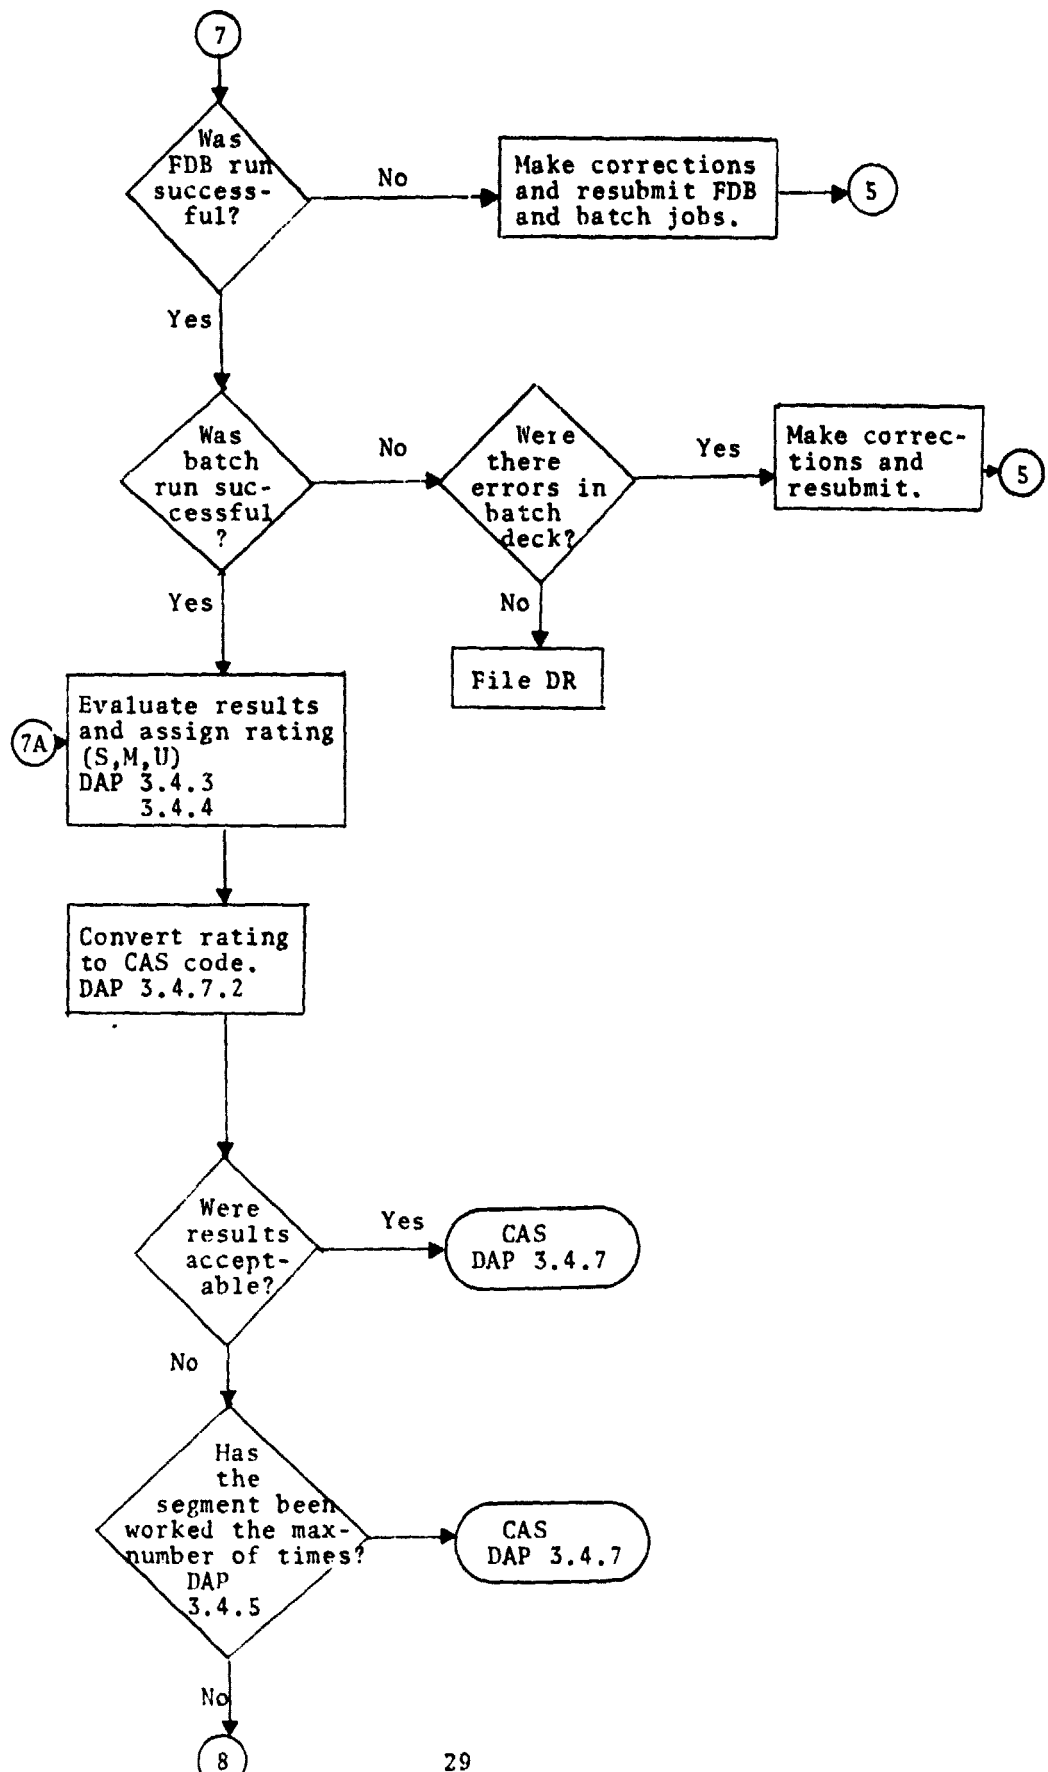 7
Was
FDB run
success-
ful?
No
Make corrections
and resubmit FDB
and batch jobs.
5
Yes
Was
batch
run suc-
cessful
?
No
Were
there
errors in
batch
deck?
Yes
Make correc-
tions and
resubmit.
5
Yes
No
File DR
7A
Evaluate results
and assign rating
(S,M,U)
DAP 3.4.3
3.4.4
Convert rating
to CAS code.
DAP 3.4.7.2
Were
results
accept-
able?
Yes
CAS
DAP 3.4.7
No
Has
the
segment been
worked the max-
number of times?
DAP
3.4.5
CAS
DAP 3.4.7
No
8
29